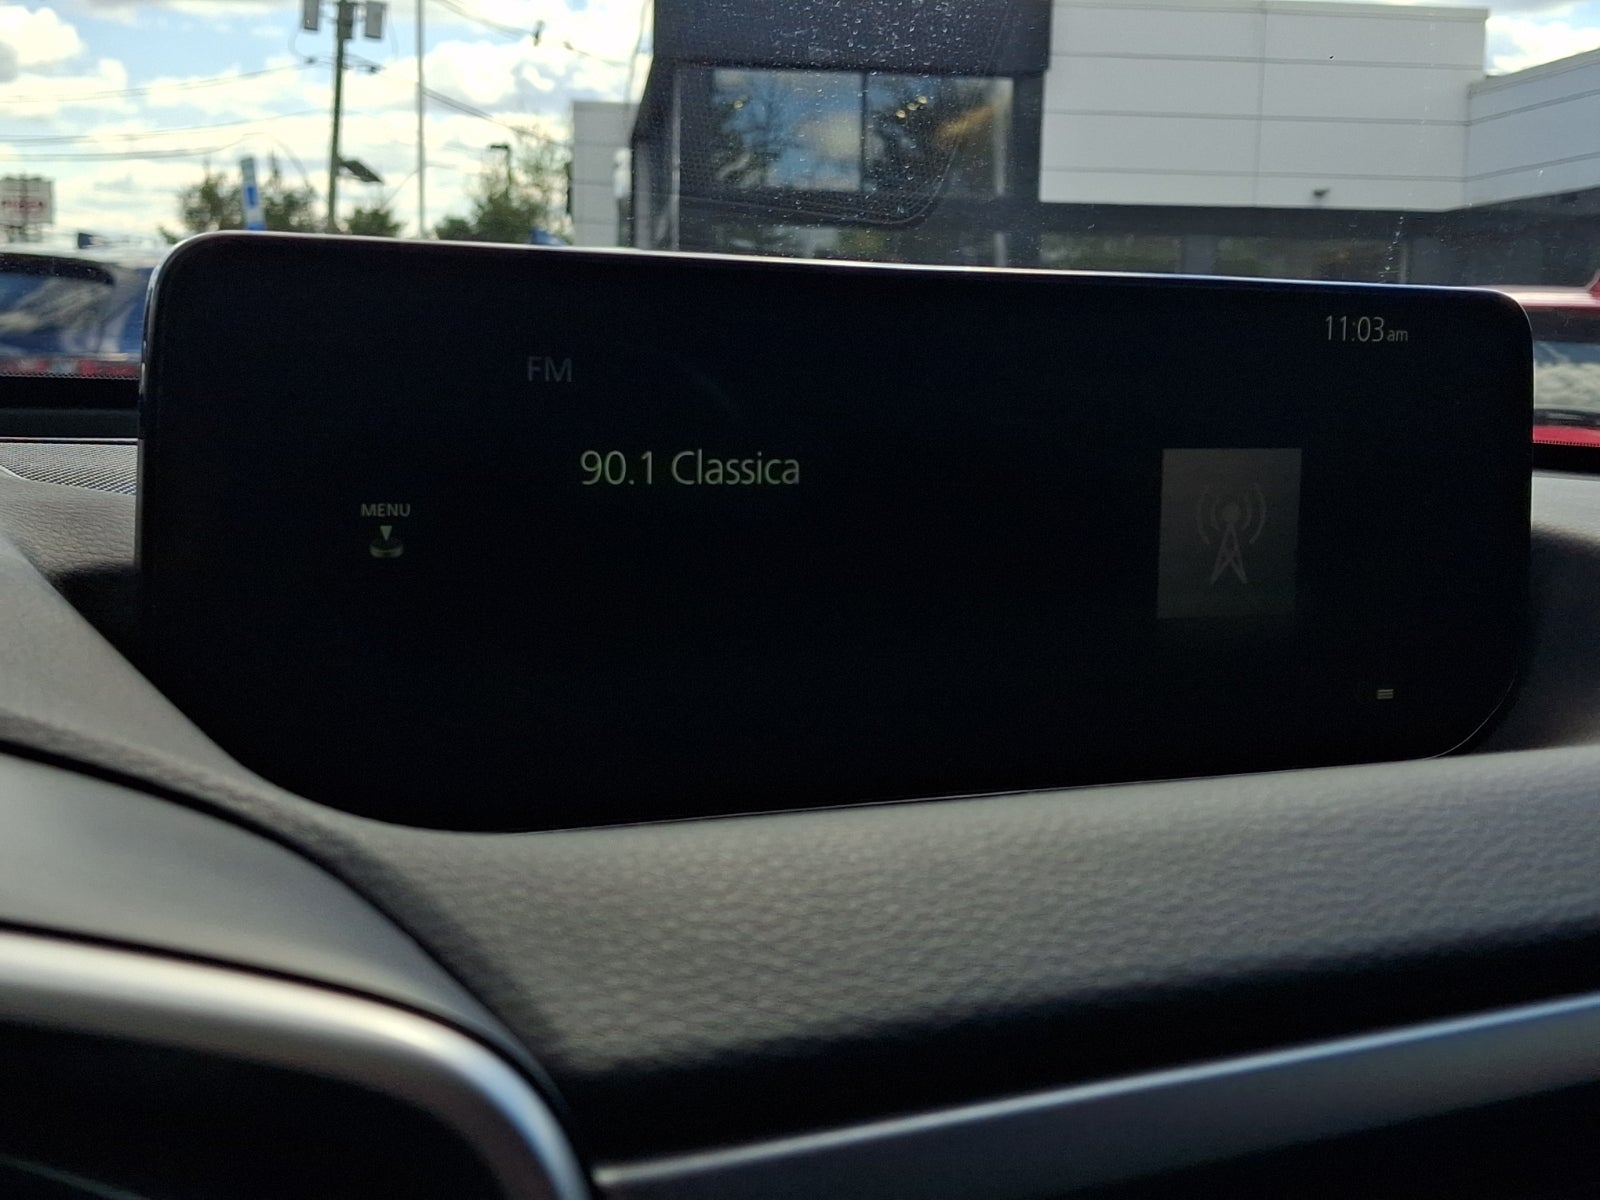 11:03am
FM
90.1 Classica
MENU